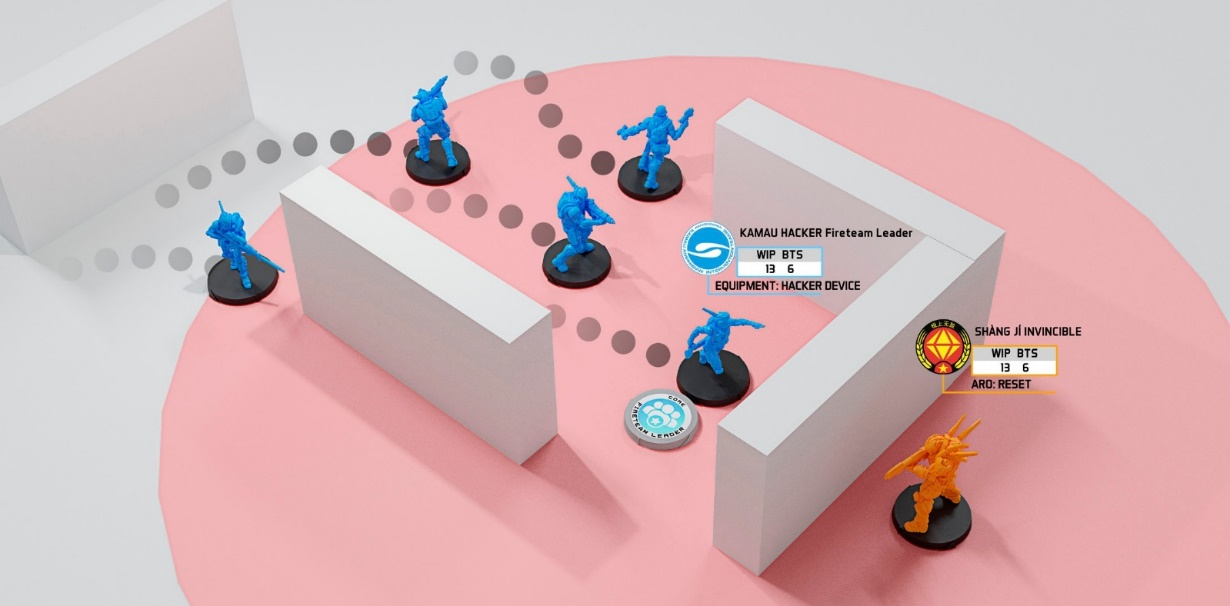 KAMAU HACKER Fireteam Leader
WIP BTS
13 6
EQUIPMENT: HACKER DEVICE
SHÀNG JÍ INVINCIBLE
WIP BTS
13 6
ARO: RESET
CORE
FIRETEAM LEADER